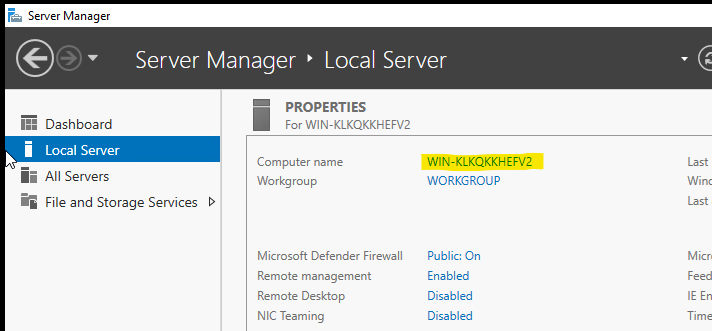 Server Manager
Server Manager ‣ Local Server
Dashboard
Local Server
All Servers
File and Storage Services
PROPERTIES
For WIN-KLKQKKHEFV2
Computer name WIN-KLKQKKHEFV2 Last
Workgroup WORKGROUP Wind
Last
Microsoft Defender Firewall Public: On Micr
Remote management Enabled Feed
Remote Desktop Disabled IE En
NIC Teaming Disabled Time